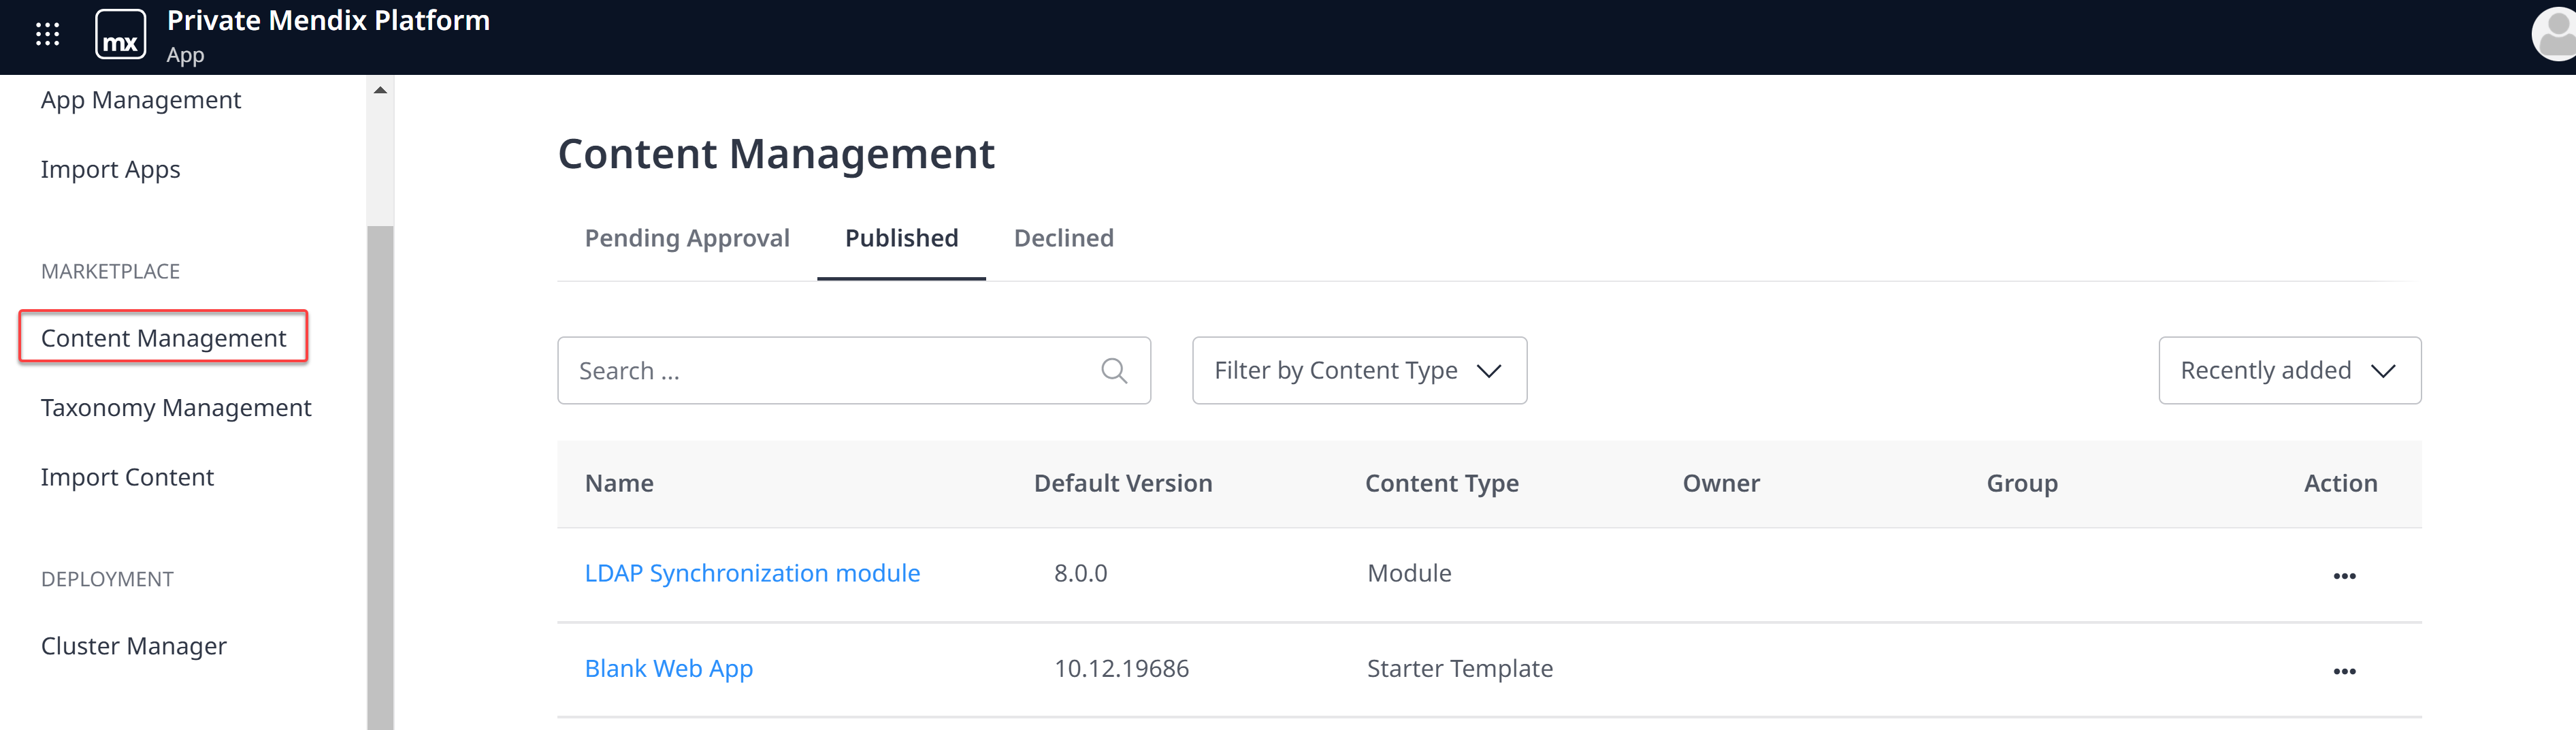 mx
Private Mendix Platform
App
App Management
Import Apps
MARKETPLACE
Content Management
Taxonomy Management
Import Content
DEPLOYMENT
Cluster Manager
Content Management
Pending Approval Published Declined
Search ... Filter by Content Type Recently added
Name Default Version Content Type Owner Group Action
LDAP Synchronization module 8.0.0 Module
Blank Web App 10.12.19686 Starter Template